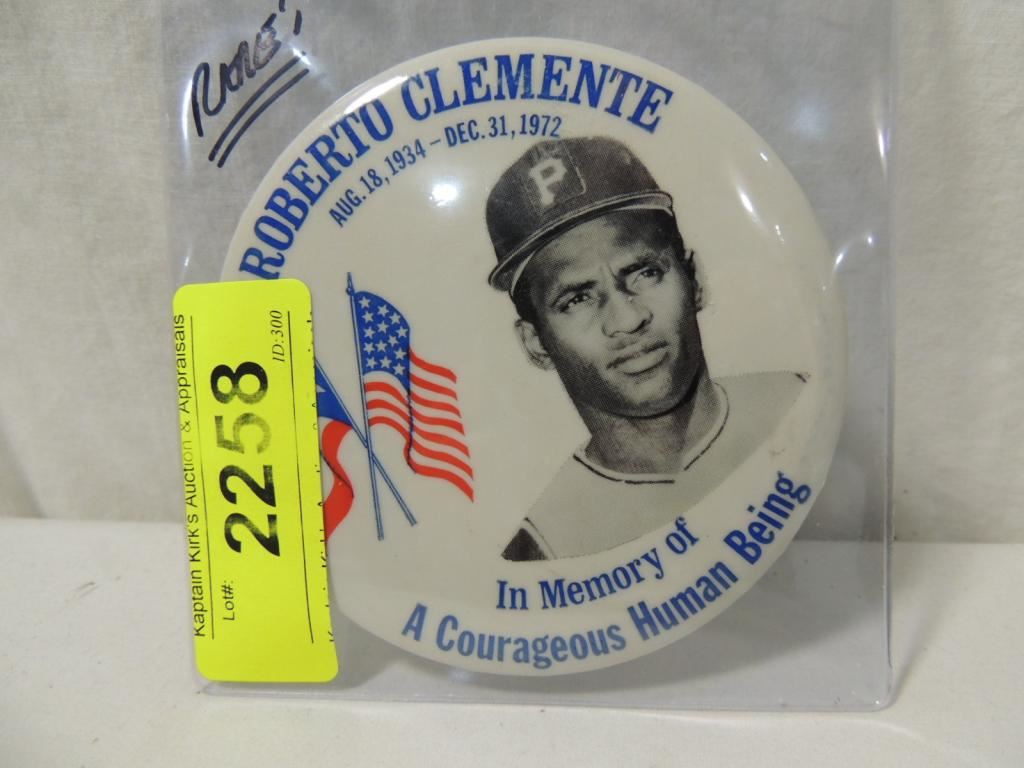 RARE!
ROBERTO CLEMENTE
AUG. 18, 1934 – DEC. 31, 1972
P
In Memory of
A Courageous Human Being
Kaptain Kirk's Auction & Appraisals
Lot#:
2258
ID:300